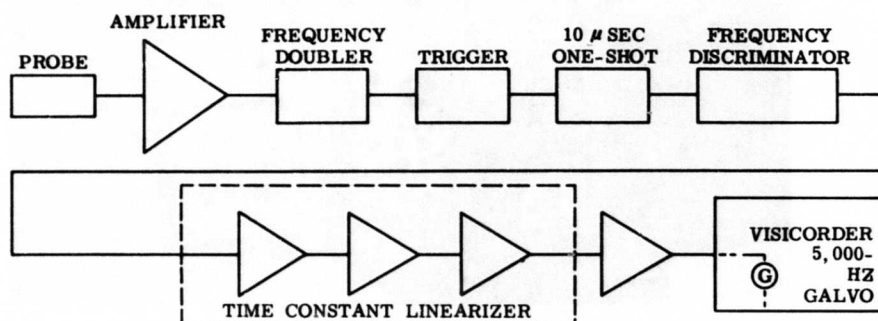 AMPLIFIER
PROBE
FREQUENCY
DOUBLER
TRIGGER
10 μ SEC
ONE-SHOT
FREQUENCY
DISCRIMINATOR
TIME CONSTANT LINEARIZER
VISICORDER
5,000-
HZ
GALVO
G